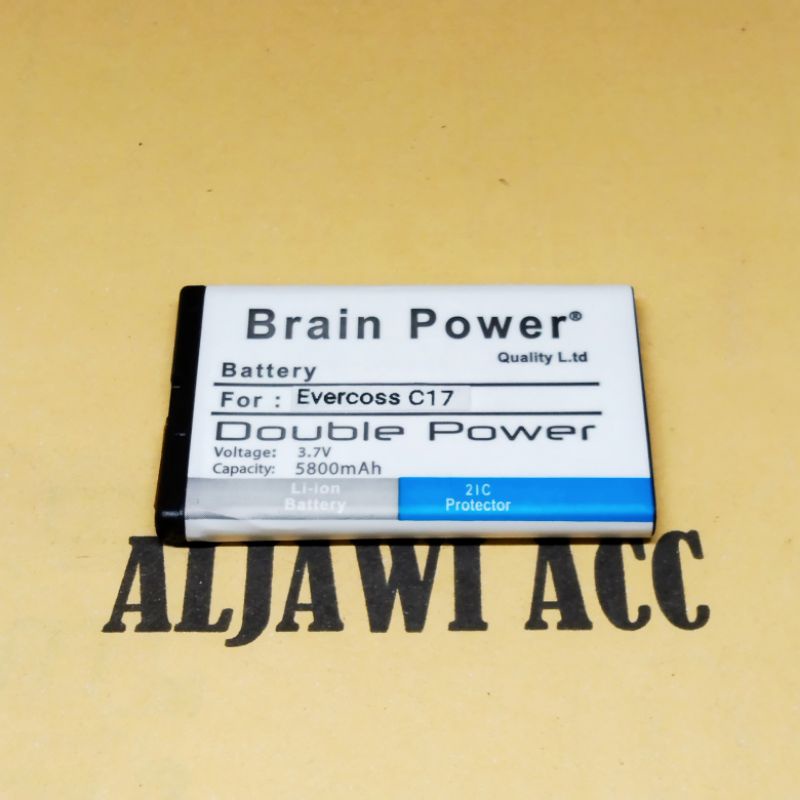 Brain Power®
Quality L.td
Battery
For : Evercoss C17
Double Power
Voltage: 3.7V
Capacity: 5800mAh
Li-ion
Battery
2IC
Protector
ALJAWI ACC